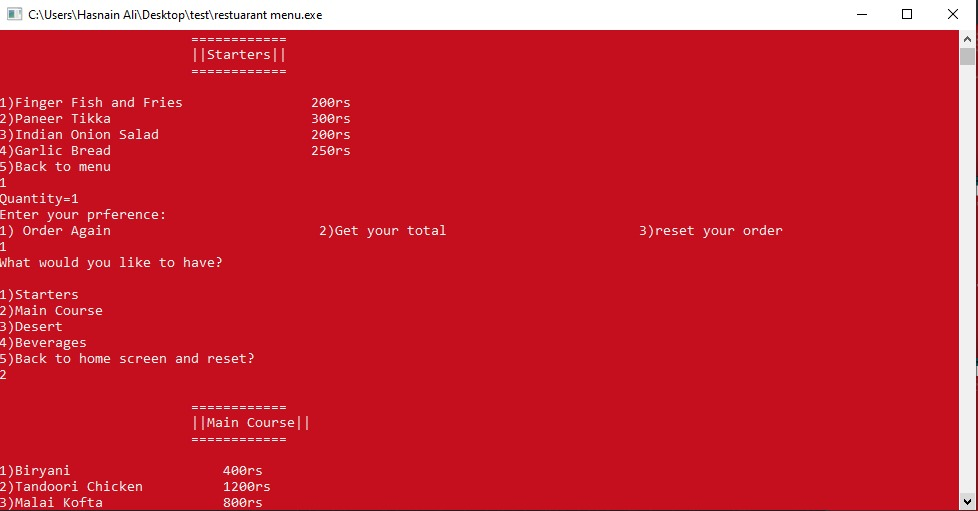 C:\Users\Hasnain Ali\Desktop\test\restuarant menu.exe
============
||Starters||
============
1)Finger Fish and Fries 200rs
2)Paneer Tikka 300rs
3)Indian Onion Salad 200rs
4)Garlic Bread 250rs
5)Back to menu
1
Quantity=1
Enter your prference:
1) Order Again 2)Get your total 3)reset your order
1
What would you like to have?
1)Starters
2)Main Course
3)Desert
4)Beverages
5)Back to home screen and reset?
2
============
||Main Course||
============
1)Biryani 400rs
2)Tandoori Chicken 1200rs
3)Malai Kofta 800rs